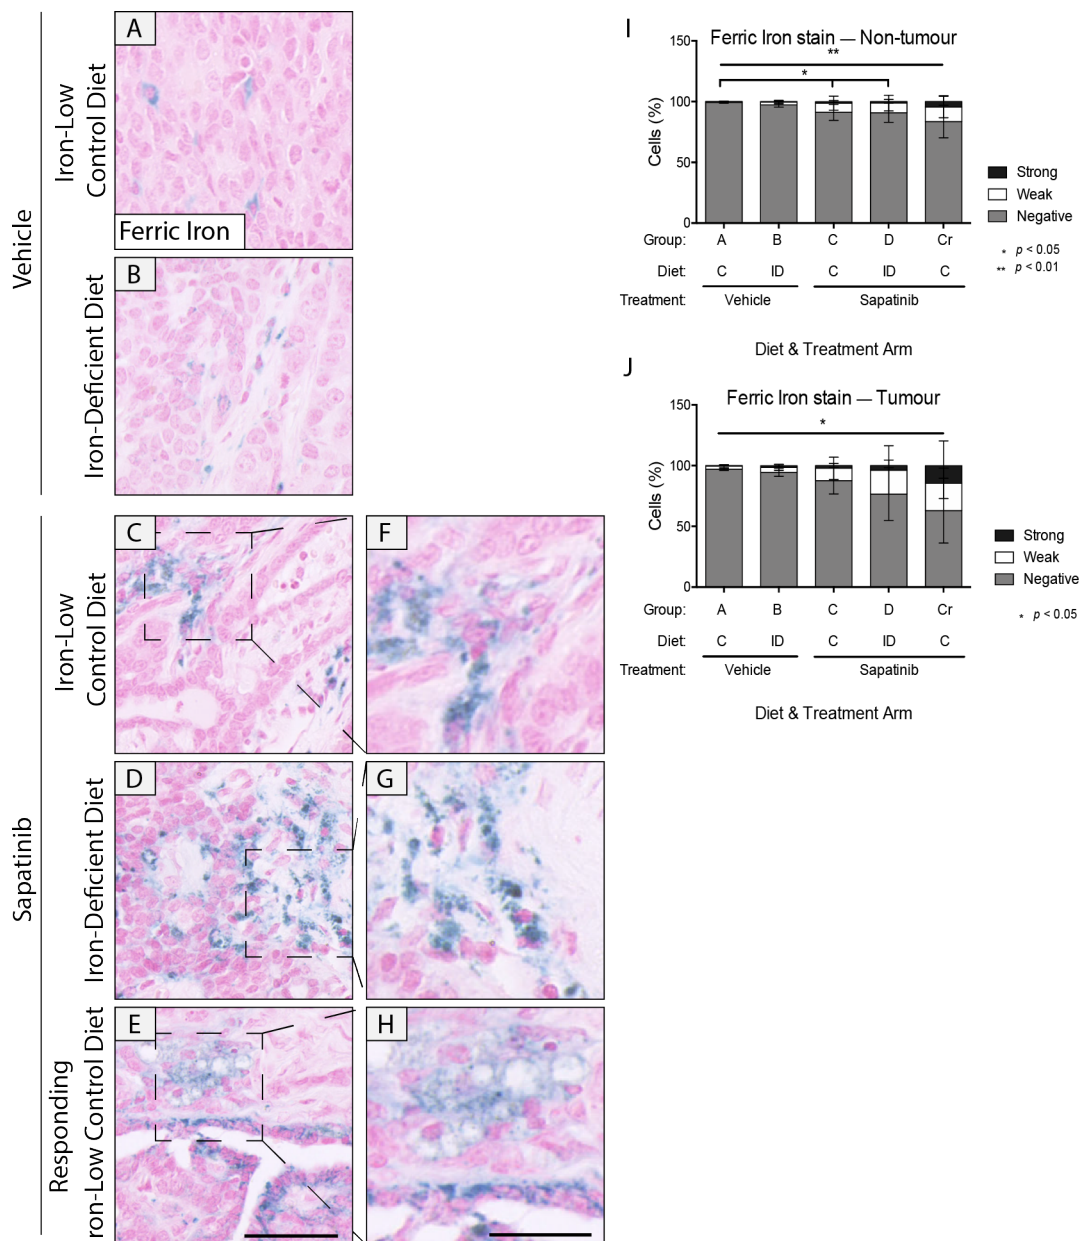 Vehicle
Iron-Low
Control Diet
A
Ferric Iron
Iron-Deficient Diet
B
Sapatinib
Iron-Low
Control Diet
C
F
Iron-Deficient Diet
D
G
Responding
ron-Low Control Diet
E
H
I
Ferric Iron stain — Non-tumour
150
100
50
0
Cells (%)
**
*
Strong
Weak
Negative
* p < 0.05
** p < 0.01
Group: A B C D Cr
Diet: C ID C ID C
Treatment: Vehicle Sapatinib
Diet & Treatment Arm
J
Ferric Iron stain — Tumour
150
100
50
0
Cells (%)
*
Strong
Weak
Negative
* p < 0.05
Group: A B C D Cr
Diet: C ID C ID C
Treatment: Vehicle Sapatinib
Diet & Treatment Arm